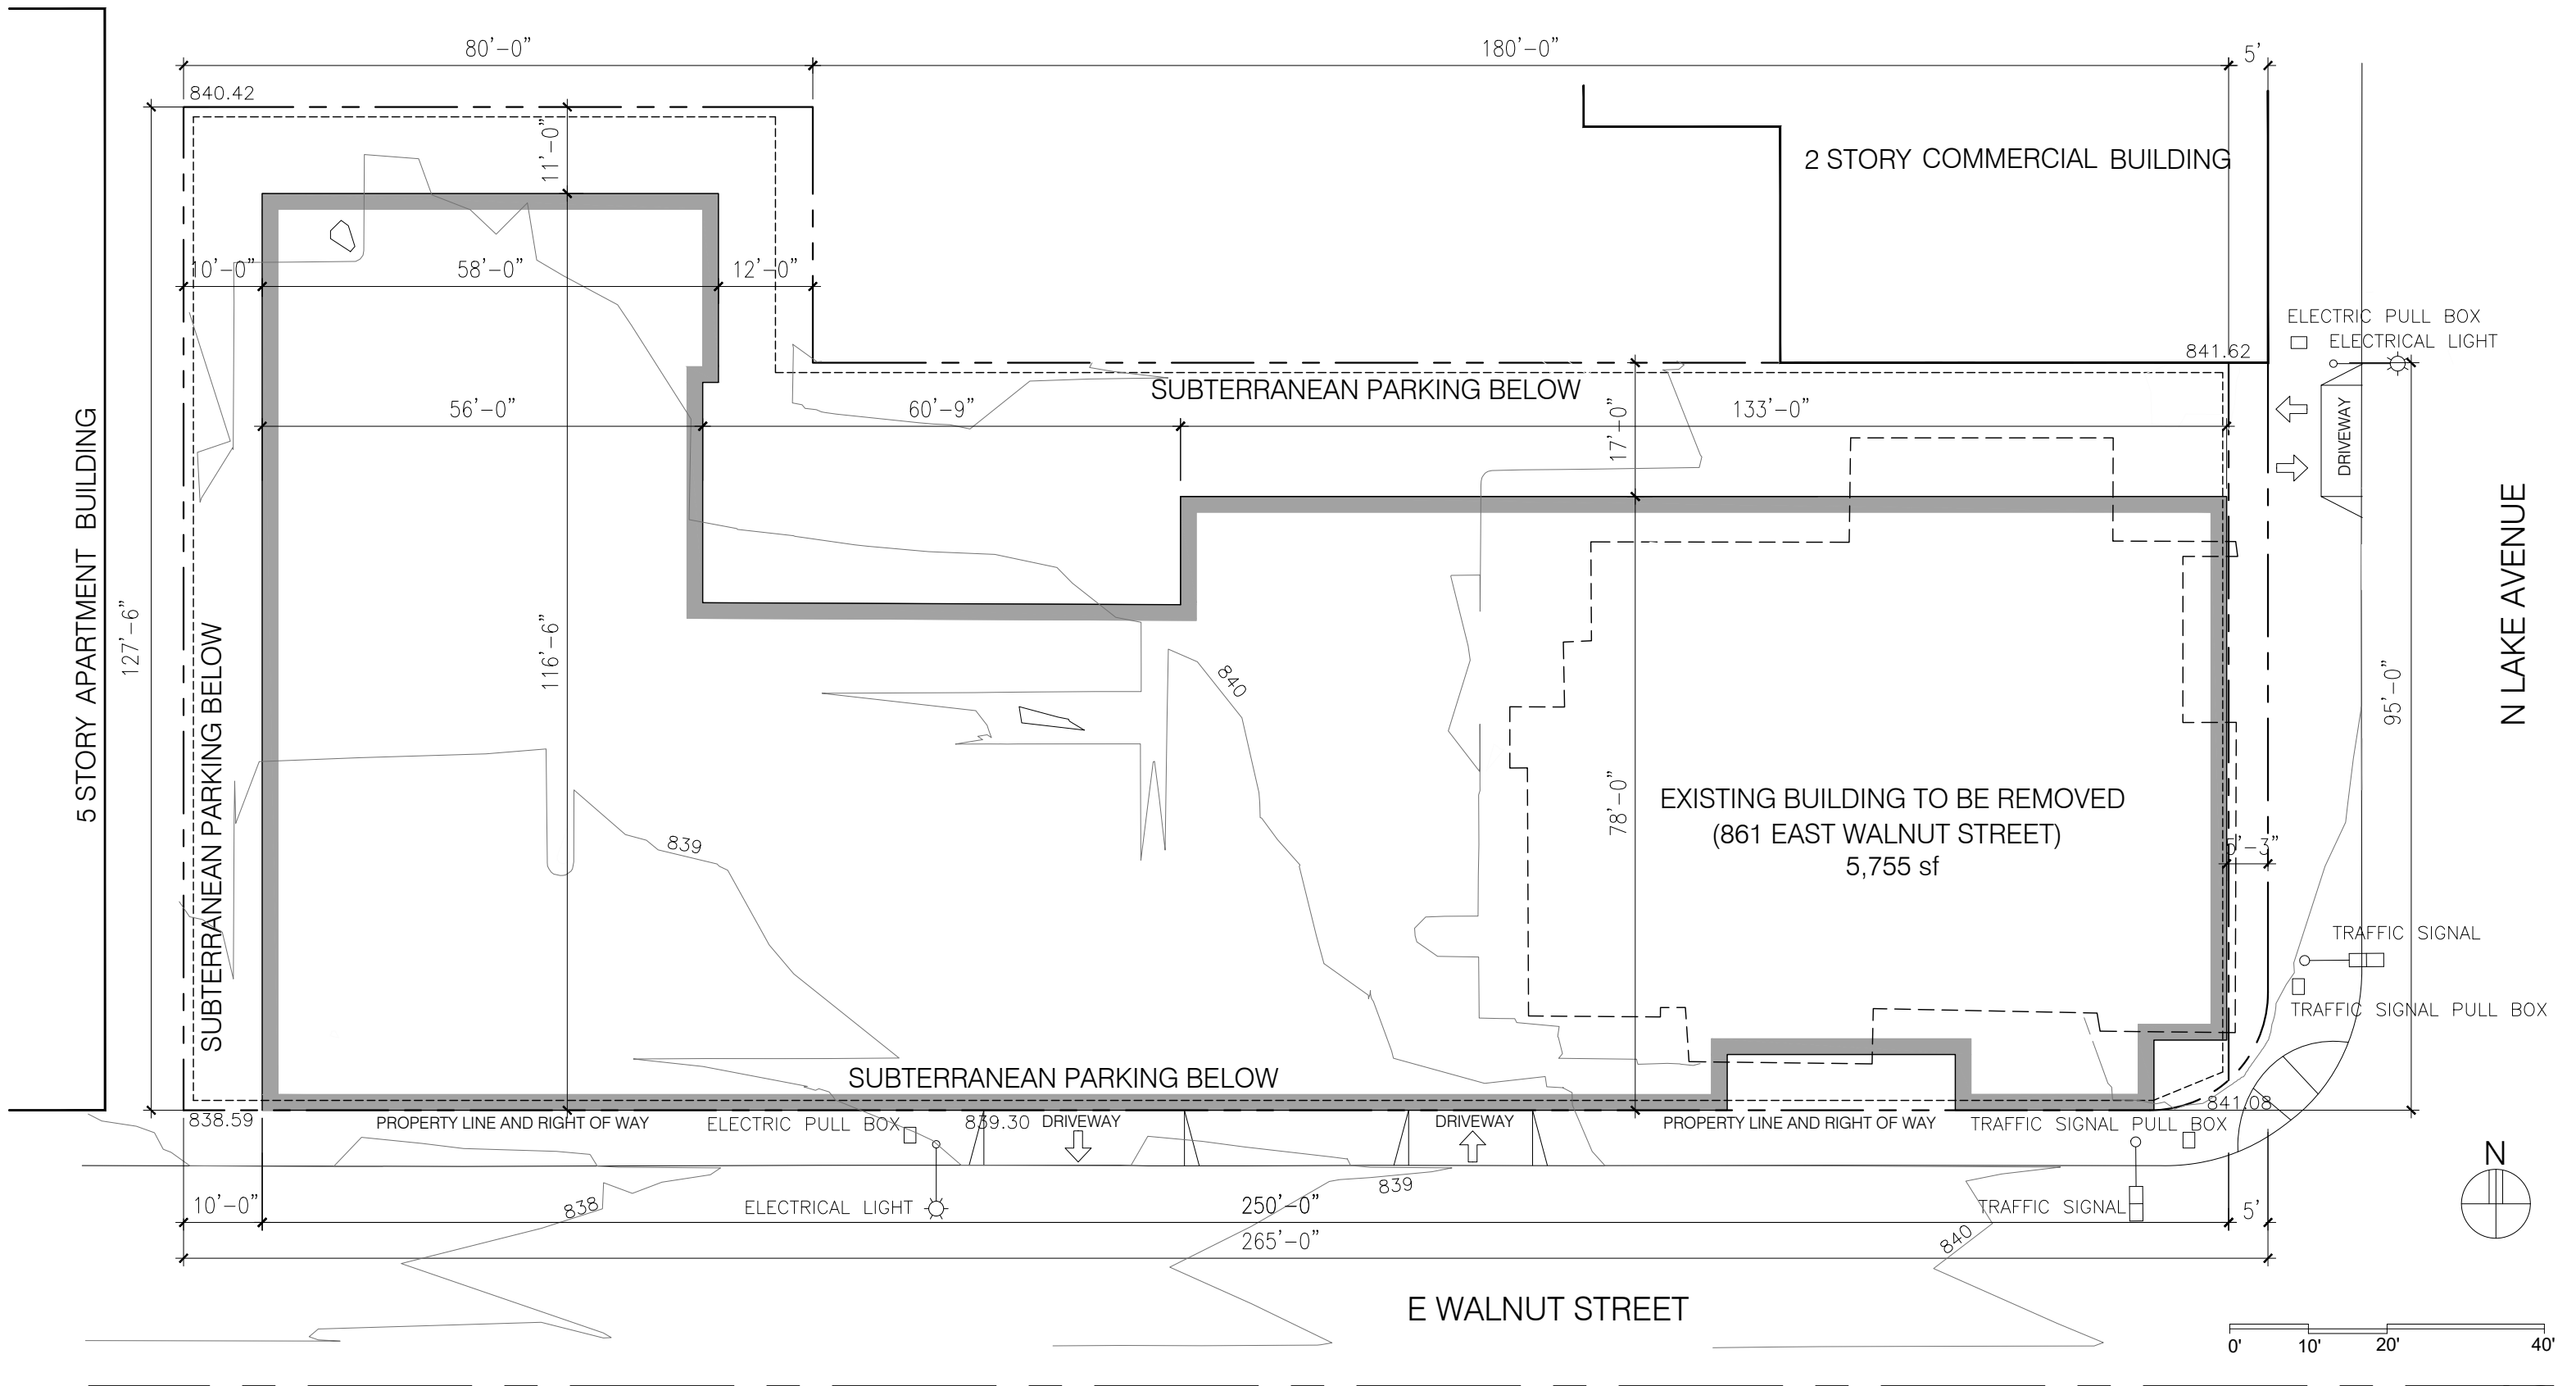 80'-0"
180'-0"
5'
840.42
11'-0"
2 STORY COMMERCIAL BUILDING
10'-0"
58'-0"
12'-0"
ELECTRIC PULL BOX
ELECTRICAL LIGHT
841.62
SUBTERRANEAN PARKING BELOW
56'-0"
60'-9"
17'-0"
133'-0"
DRIVEWAY
5 STORY APARTMENT BUILDING
127'-6"
SUBTERRANEAN PARKING BELOW
116'-6"
840
N LAKE AVENUE
95'-0"
78'-0"
EXISTING BUILDING TO BE REMOVED
(861 EAST WALNUT STREET)
5,755 sf
839
TRAFFIC SIGNAL
TRAFFIC SIGNAL PULL BOX
SUBTERRANEAN PARKING BELOW
841.08
838.59
PROPERTY LINE AND RIGHT OF WAY
ELECTRIC PULL BOX
839.30
DRIVEWAY
DRIVEWAY
PROPERTY LINE AND RIGHT OF WAY
TRAFFIC SIGNAL PULL BOX
N
10'-0"
838
ELECTRICAL LIGHT
250'-0"
839
TRAFFIC SIGNAL
5'
265'-0"
840
E WALNUT STREET
0'
10'
20'
40'